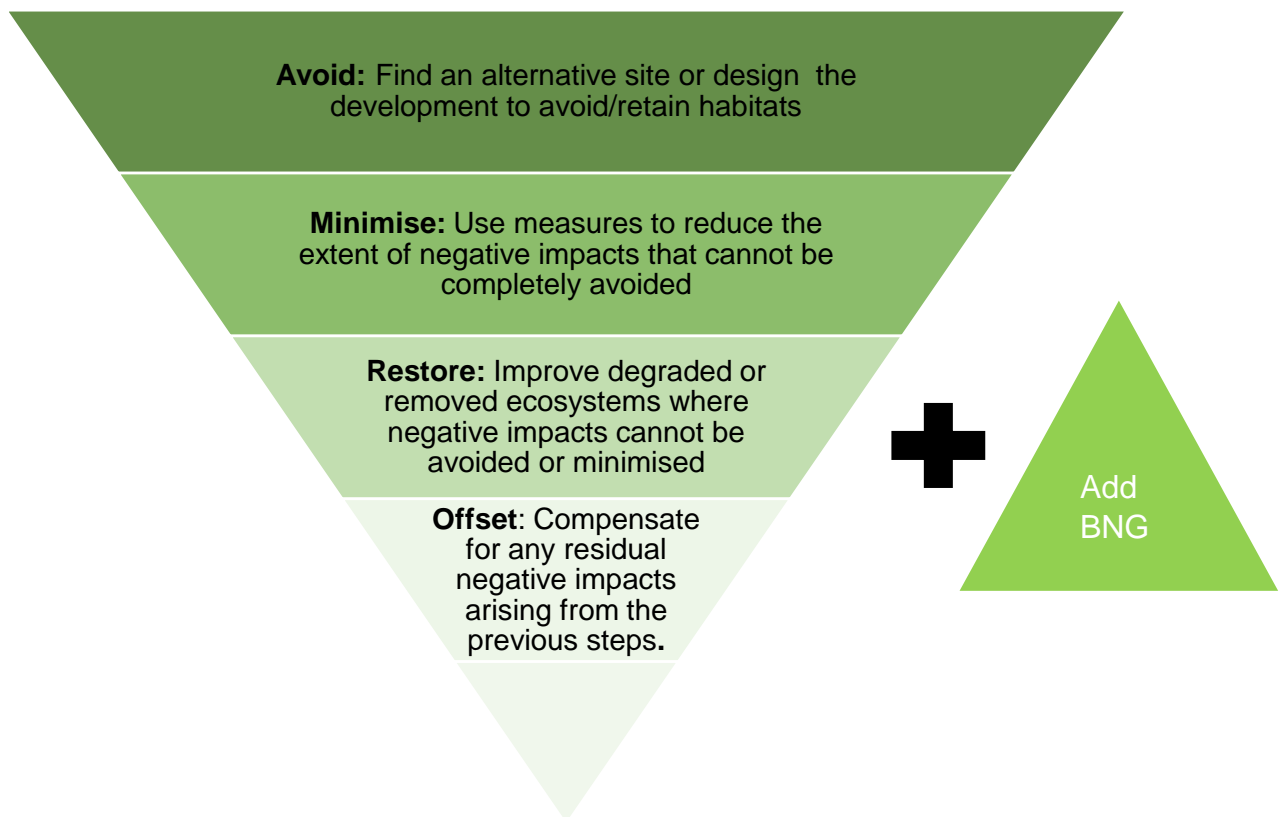 Avoid: Find an alternative site or design  the
development to avoid/retain habitats
Minimise: Use measures to reduce the
extent of negative impacts that cannot be
completely avoided
Restore: Improve degraded or
removed ecosystems where
negative impacts cannot be
avoided or minimised
Offset: Compensate
for any residual
negative impacts
arising from the
previous steps.
Add
BNG